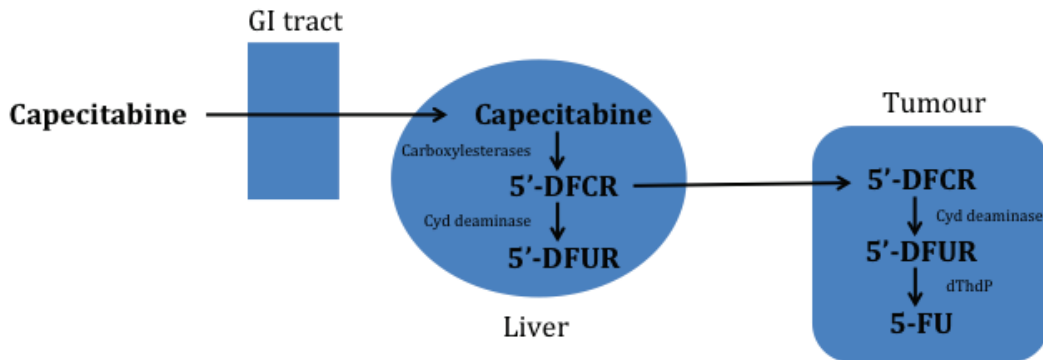 GI tract
Capecitabine
Capecitabine
Carboxylesterases
5’-DFCR
Cyd deaminase
5’-DFUR
Liver
Tumour
5’-DFCR
Cyd deaminase
5’-DFUR
dThdP
5-FU